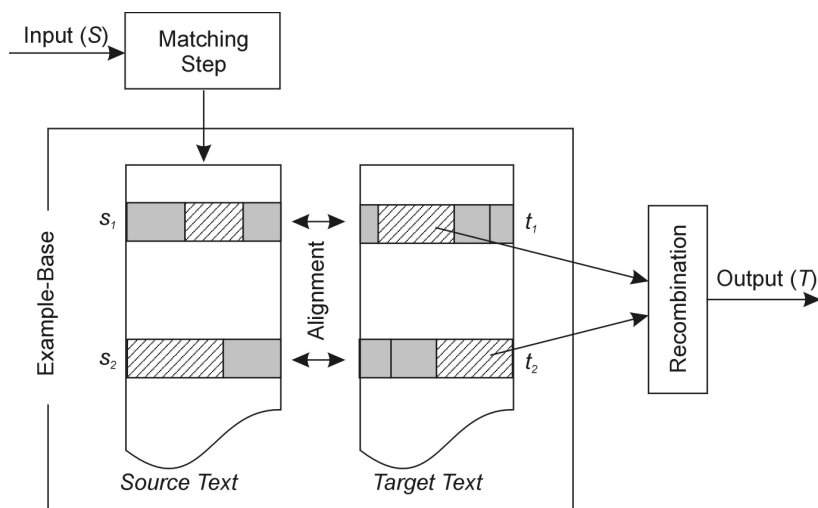 Input (S)
Matching
Step
Example-Base
s1
Alignment
t1
s2
t2
Source Text
Target Text
Recombination
Output (T)